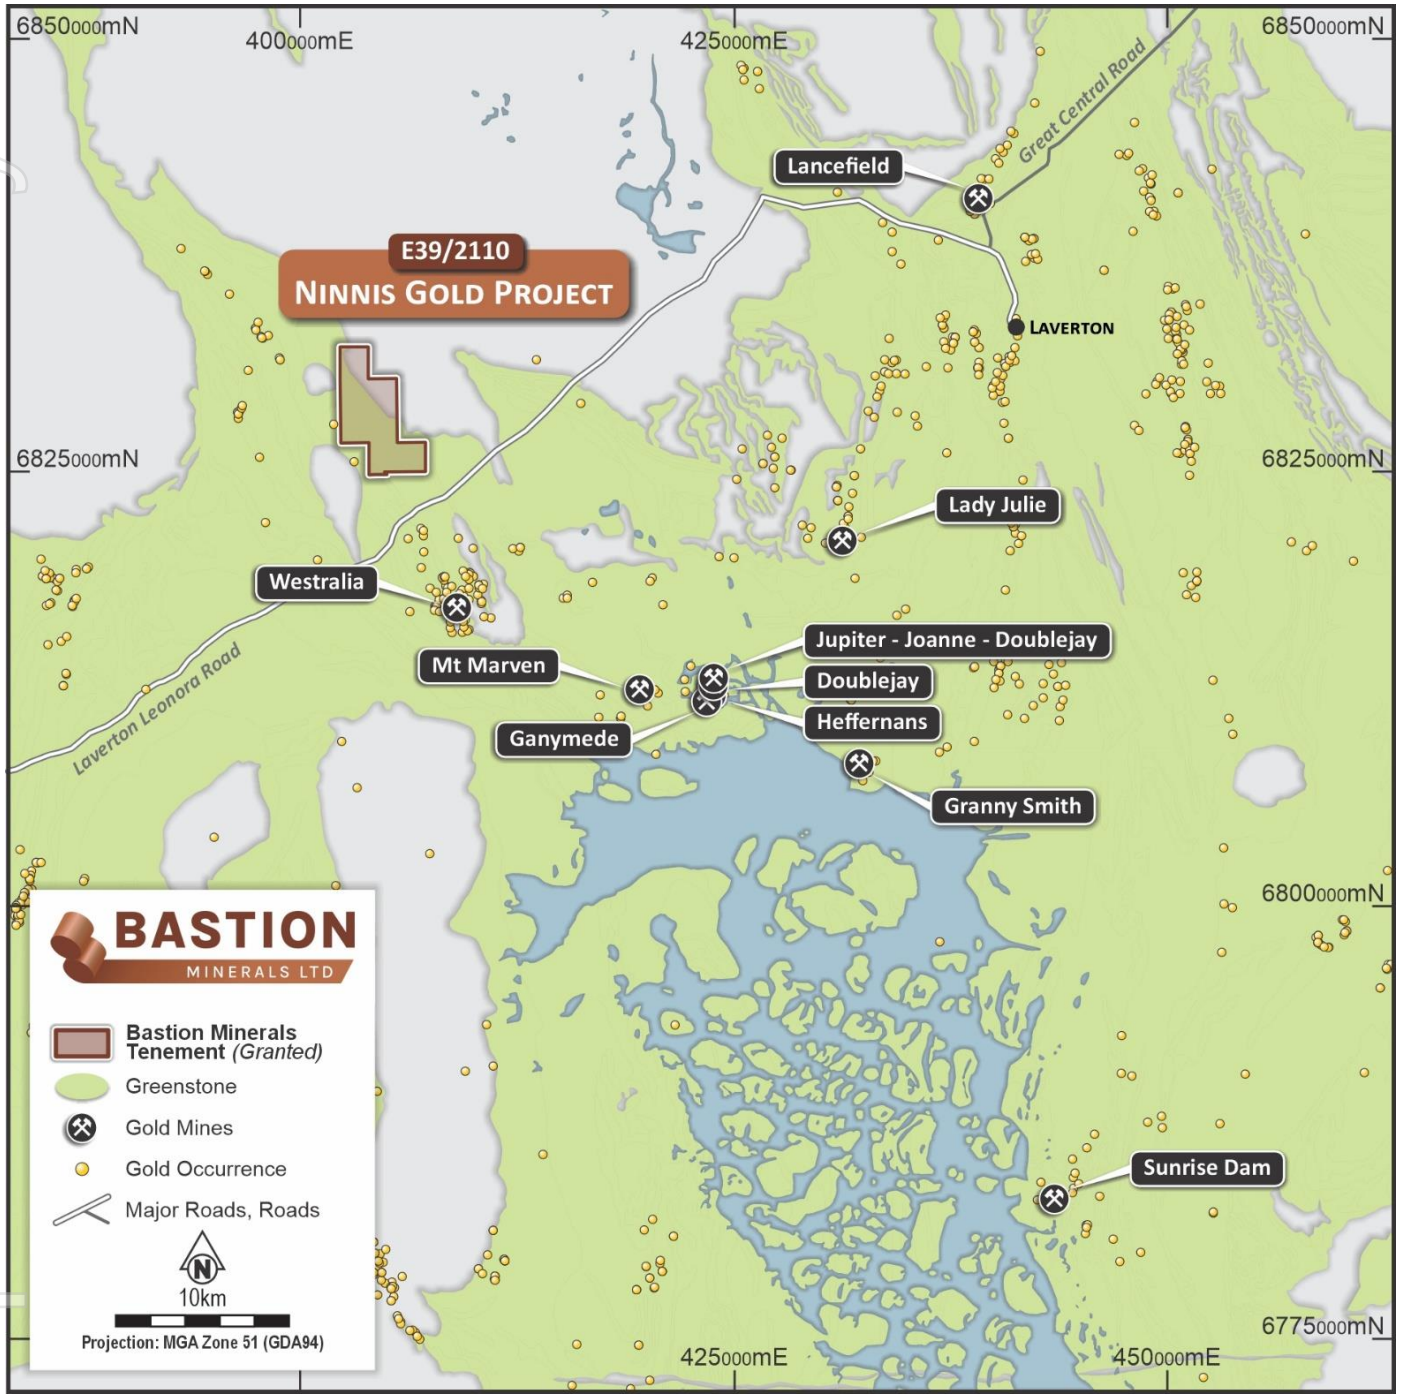 6850000mN
400000mE
425000mE
6850000mN
Great Central Road
Lancefield
E39/2110
NINNIS GOLD PROJECT
LAVERTON
6825000mN
6825000mN
Lady Julie
Westralia
Jupiter - Joanne - Doublejay
Mt Marven
Doublejay
Heffernans
Ganymede
Laverton Leonora Road
Granny Smith
6800000mN
BASTION
MINERALS LTD
Bastion Minerals
Tenement (Granted)
Greenstone
Gold Mines
Gold Occurrence
Major Roads, Roads
N
10km
Projection: MGA Zone 51 (GDA94)
Sunrise Dam
6775000mN
425000mE
450000mE